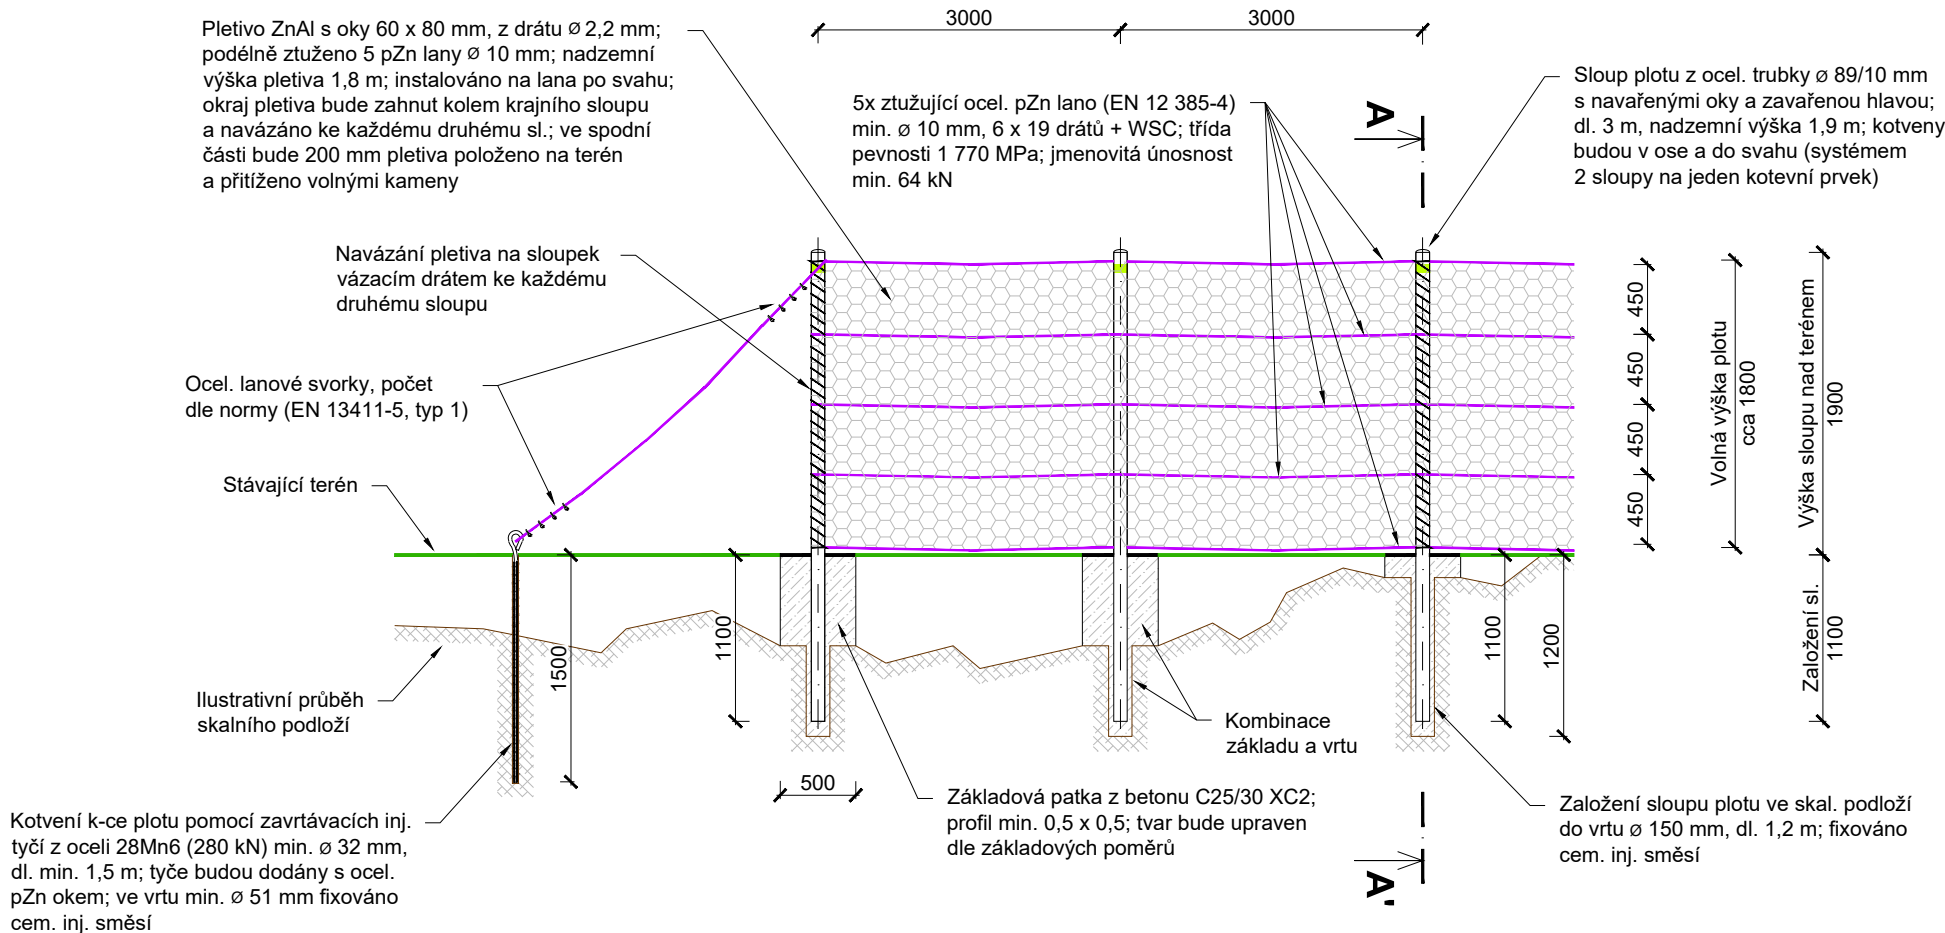 3000
3000
Pletivo ZnAl s oky 60 x 80 mm, z drátu ⌀ 2,2 mm;
podélně ztuženo 5 pZn lany ⌀ 10 mm; nadzemní
výška pletiva 1,8 m; instalováno na lana po svahu;
okraj pletiva bude zahnut kolem krajního sloupu
a navázáno ke každému druhému sl.; ve spodní
části bude 200 mm pletiva položeno na terén
a přitíženo volnými kameny
5x ztužující ocel. pZn lano (EN 12 385-4)
min. ⌀ 10 mm, 6 x 19 drátů + WSC; třída
pevnosti 1 770 MPa; jmenovitá únosnost
min. 64 kN
A
Sloup plotu z ocel. trubky ⌀ 89/10 mm
s navařenými oky a zavařenou hlavou;
dl. 3 m, nadzemní výška 1,9 m; kotveny
budou v ose a do svahu (systémem
2 sloupy na jeden kotevní prvek)
Navázání pletiva na sloupek
vázacím drátem ke každému
druhému sloupu
Ocel. lanové svorky, počet
dle normy (EN 13411-5, typ 1)
Stávající terén
450
450
450
450
Volná výška plotu
cca 1800
Výška sloupu nad terénem
1900
Založení sl.
1100
1500
1100
1100
1200
500
Ilustrativní průběh
skalního podloží
Kombinace
základu a vrtu
Kotvení k-ce plotu pomocí zavrtávacích inj.
tyčí z oceli 28Mn6 (280 kN) min. ⌀ 32 mm,
dl. min. 1,5 m; tyče budou dodány s ocel.
pZn okem; ve vrtu min. ⌀ 51 mm fixováno
cem. inj. směsí
Základová patka z betonu C25/30 XC2;
profil min. 0,5 x 0,5; tvar bude upraven
dle základových poměrů
A'
Založení sloupu plotu ve skal. podloží
do vrtu ⌀ 150 mm, dl. 1,2 m; fixováno
cem. inj. směsí